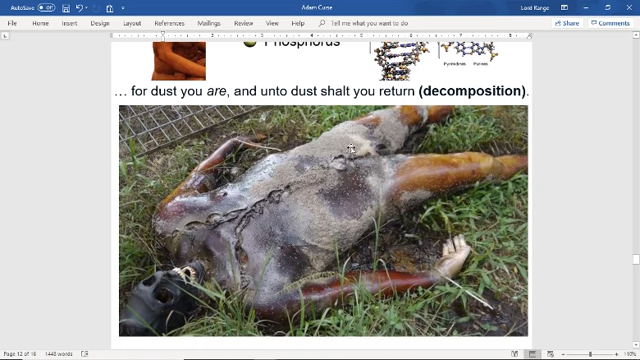 AutoSave Off
Adam Curse
Lord Range
File Home Insert Draw Design Layout References Mailings Review View Help Tell me what you want to do
Share Comments
Phosphorus
Pyrimidines Purines
… for dust you are, and unto dust shalt you return (decomposition).
Page 12 of 16